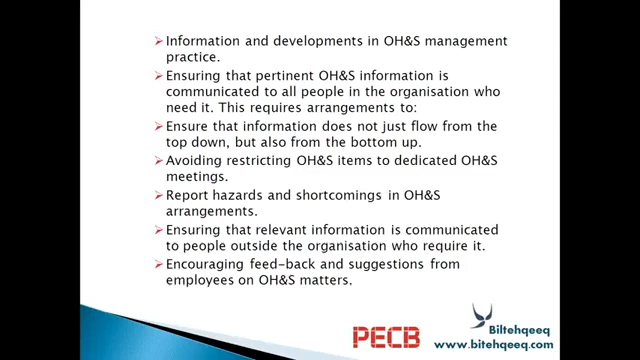 Information and developments in OH&S management
practice.
Ensuring that pertinent OH&S information is
communicated to all people in the organisation who
need it. This requires arrangements to:
Ensure that information does not just flow from the
top down, but also from the bottom up.
Avoiding restricting OH&S items to dedicated OH&S
meetings.
Report hazards and shortcomings in OH&S
arrangements.
Ensuring that relevant information is communicated
to people outside the organisation who require it.
Encouraging feed-back and suggestions from
employees on OH&S matters.
PECB
Biltehqeeq
www.bitehqeeq.com